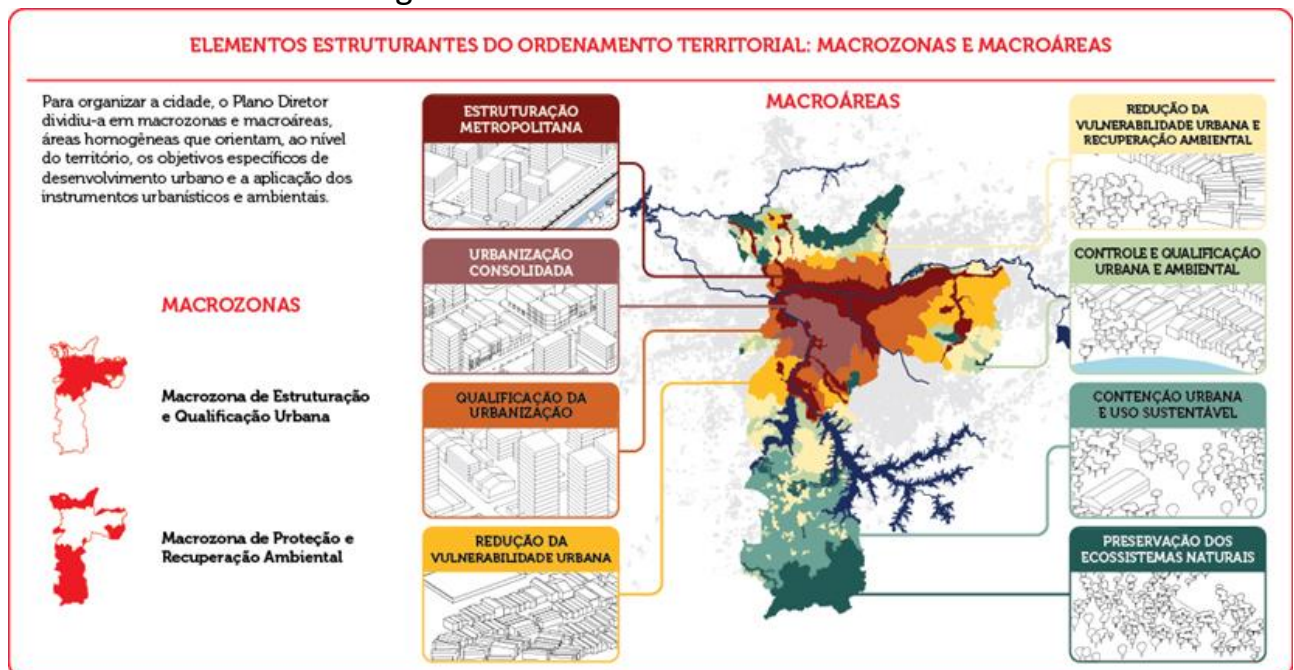 ELEMENTOS ESTRUTURANTES DO ORDENAMENTO TERRITORIAL: MACROZONAS E MACROÁREAS
Para organizar a cidade, o Plano Diretor
dividiu-a em macrozonas e macroáreas,
áreas homogêneas que orientam, ao nível
do território, os objetivos específicos de
desenvolvimento urbano e a aplicação dos
instrumentos urbanísticos e ambientais.
MACROZONAS
Macrozona de Estruturação
e Qualificação Urbana
Macrozona de Proteção e
Recuperação Ambiental
MACROÁREAS
ESTRUTURAÇÃO
METROPOLITANA
URBANIZAÇÃO
CONSOLIDADA
QUALIFICAÇÃO DA
URBANIZAÇÃO
REDUÇÃO DA
VULNERABILIDADE URBANA
REDUÇÃO DA
VULNERABILIDADE URBANA E
RECUPERAÇÃO AMBIENTAL
CONTROLE E QUALIFICAÇÃO
URBANA E AMBIENTAL
CONTENÇÃO URBANA
E USO SUSTENTÁVEL
PRESERVAÇÃO DOS
ECOSSISTEMAS NATURAIS